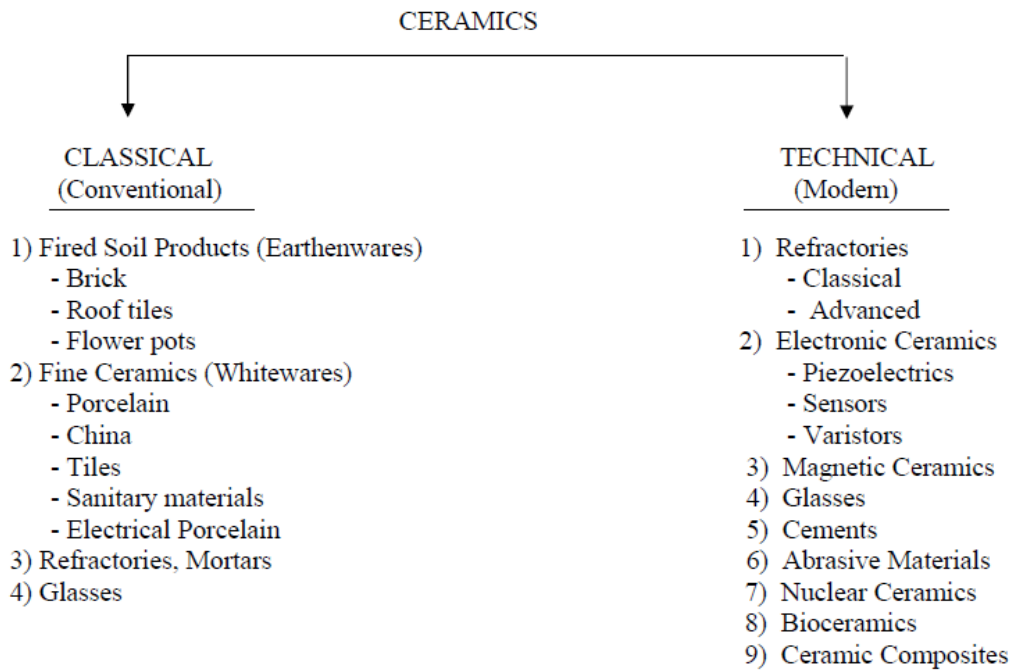 CERAMICS
CLASSICAL
(Conventional)
1) Fired Soil Products (Earthenwares)
- Brick
- Roof tiles
- Flower pots
2) Fine Ceramics (Whitewares)
- Porcelain
- China
- Tiles
- Sanitary materials
- Electrical Porcelain
3) Refractories, Mortars
4) Glasses
TECHNICAL
(Modern)
1) Refractories
- Classical
- Advanced
2) Electronic Ceramics
- Piezoelectrics
- Sensors
- Varistors
3) Magnetic Ceramics
4) Glasses
5) Cements
6) Abrasive Materials
7) Nuclear Ceramics
8) Bioceramics
9) Ceramic Composites